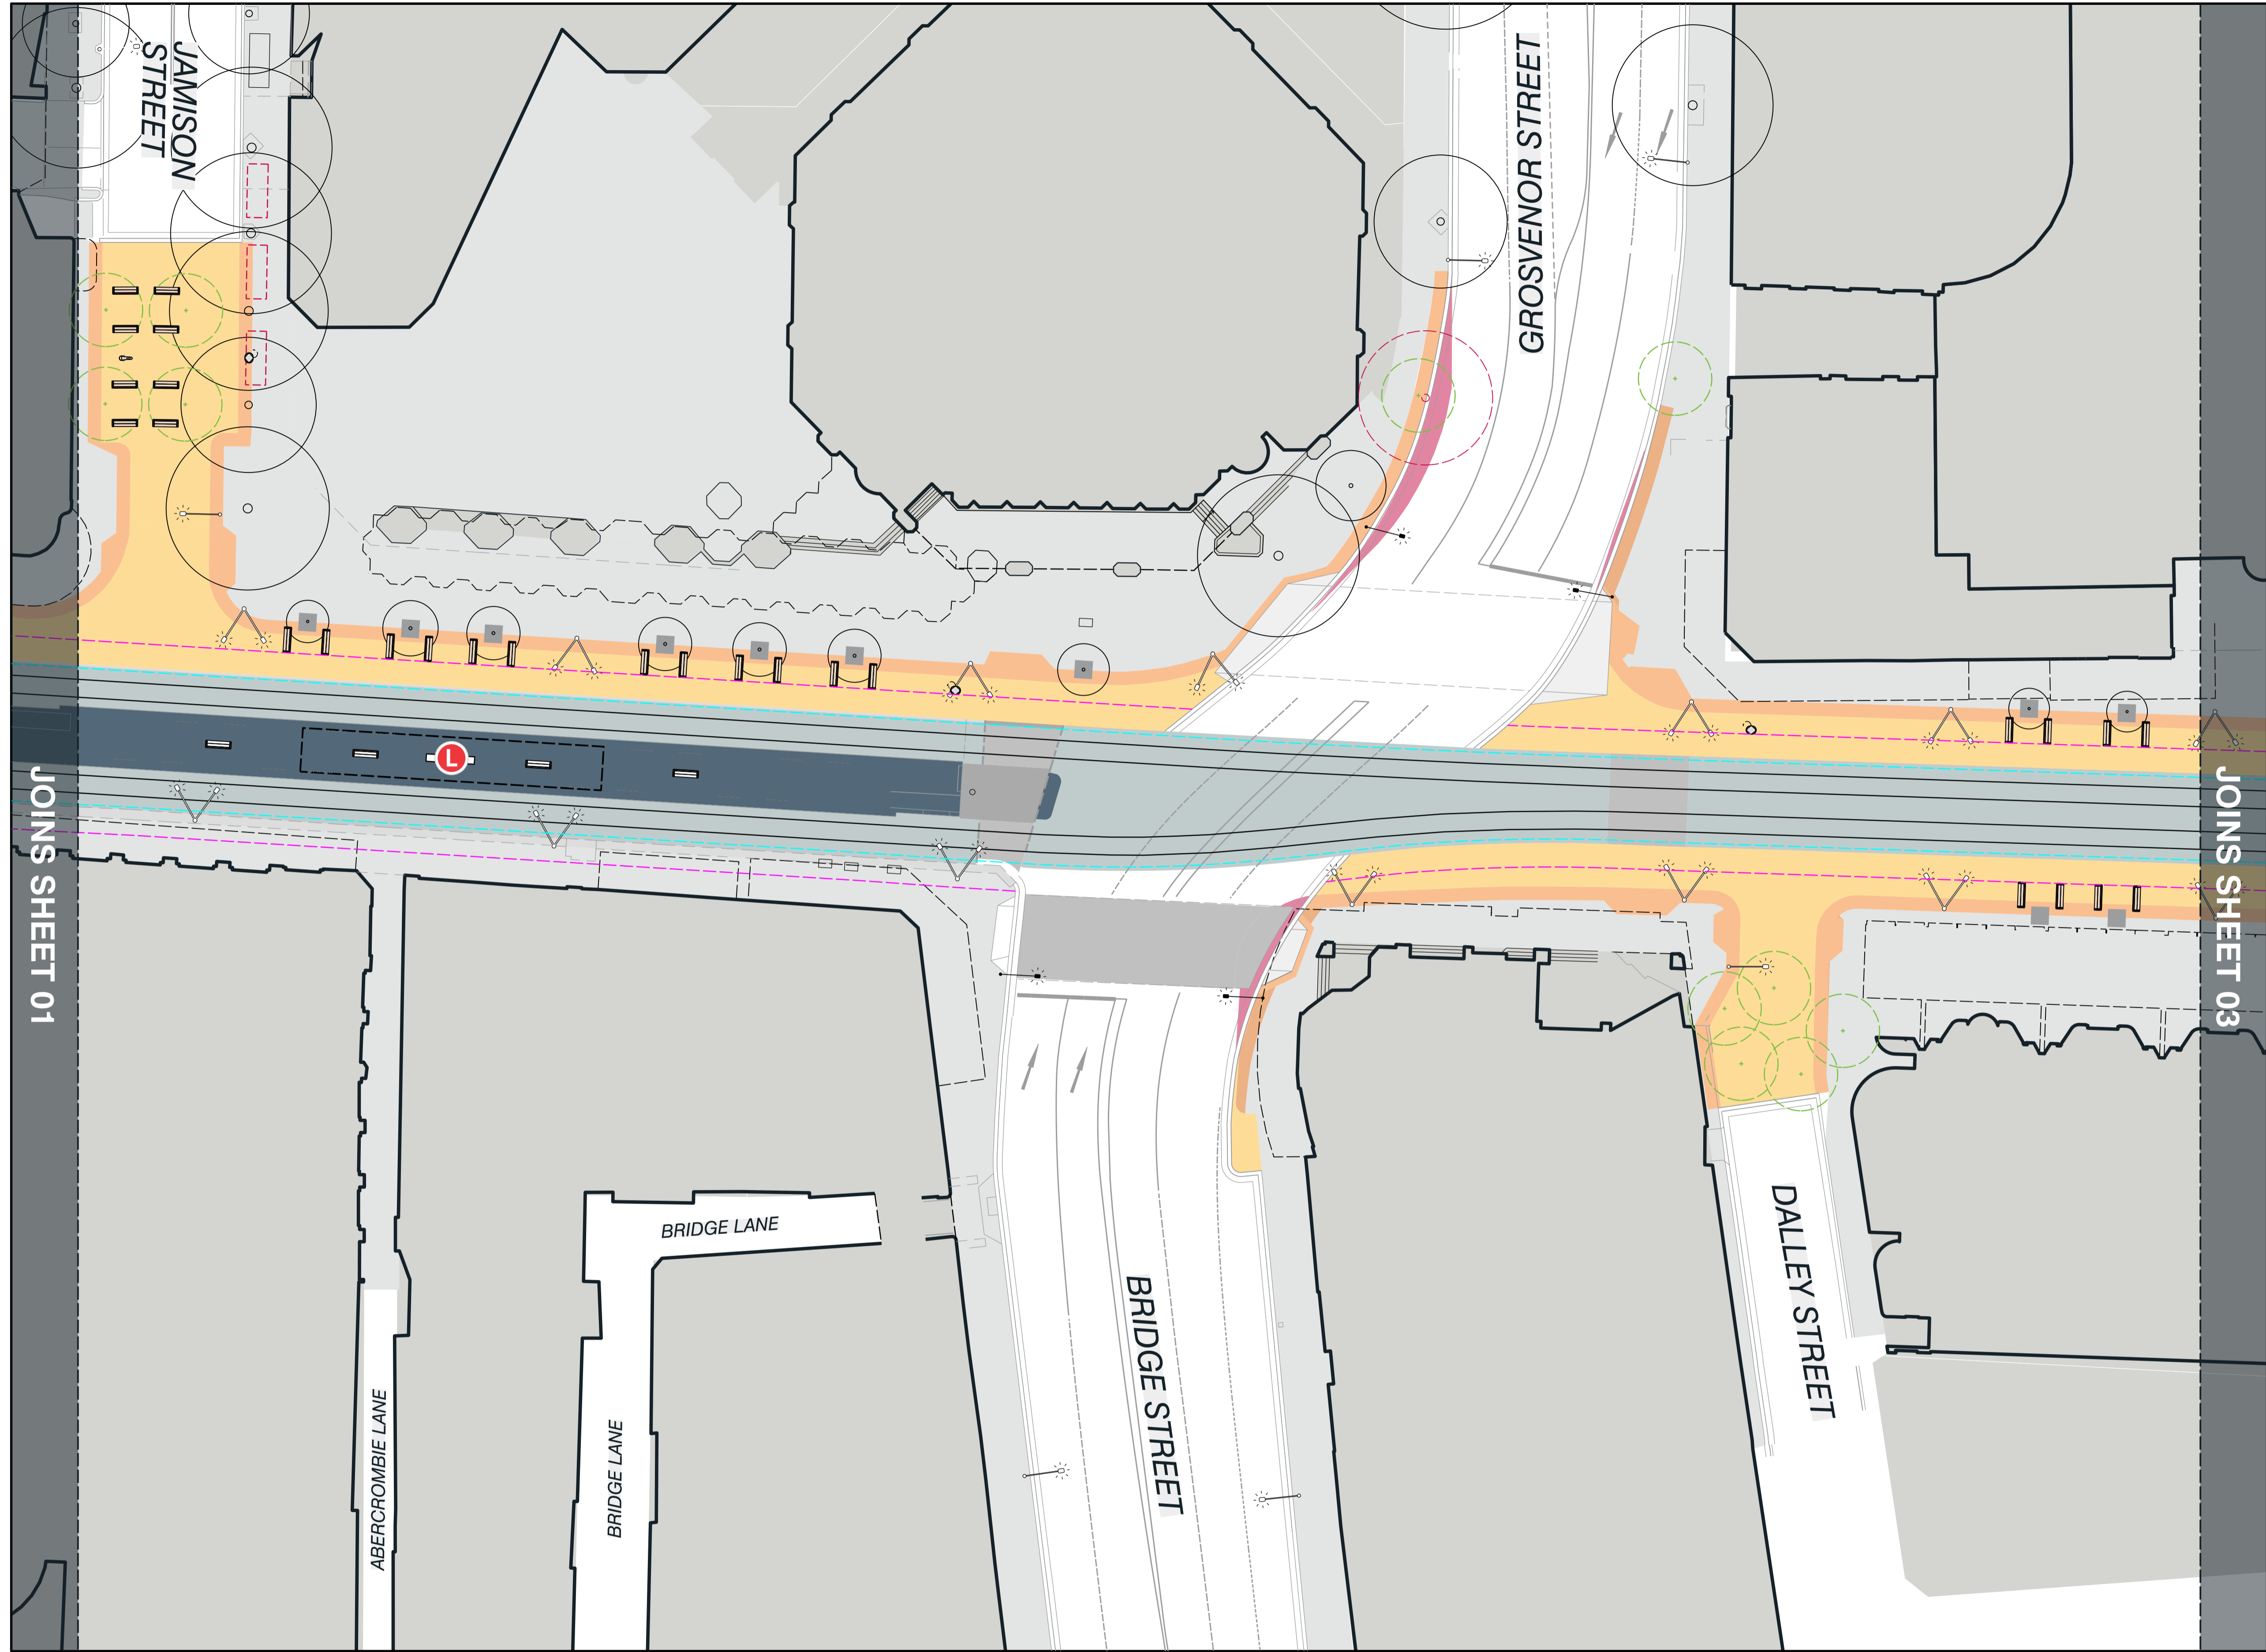 JAMISON
STREET
GROSVENOR STREET
L
JOINS SHEET 01
JOINS SHEET 03
BRIDGE LANE
BRIDGE LANE
ABERCROMBIE LANE
BRIDGE STREET
DALLEY STREET